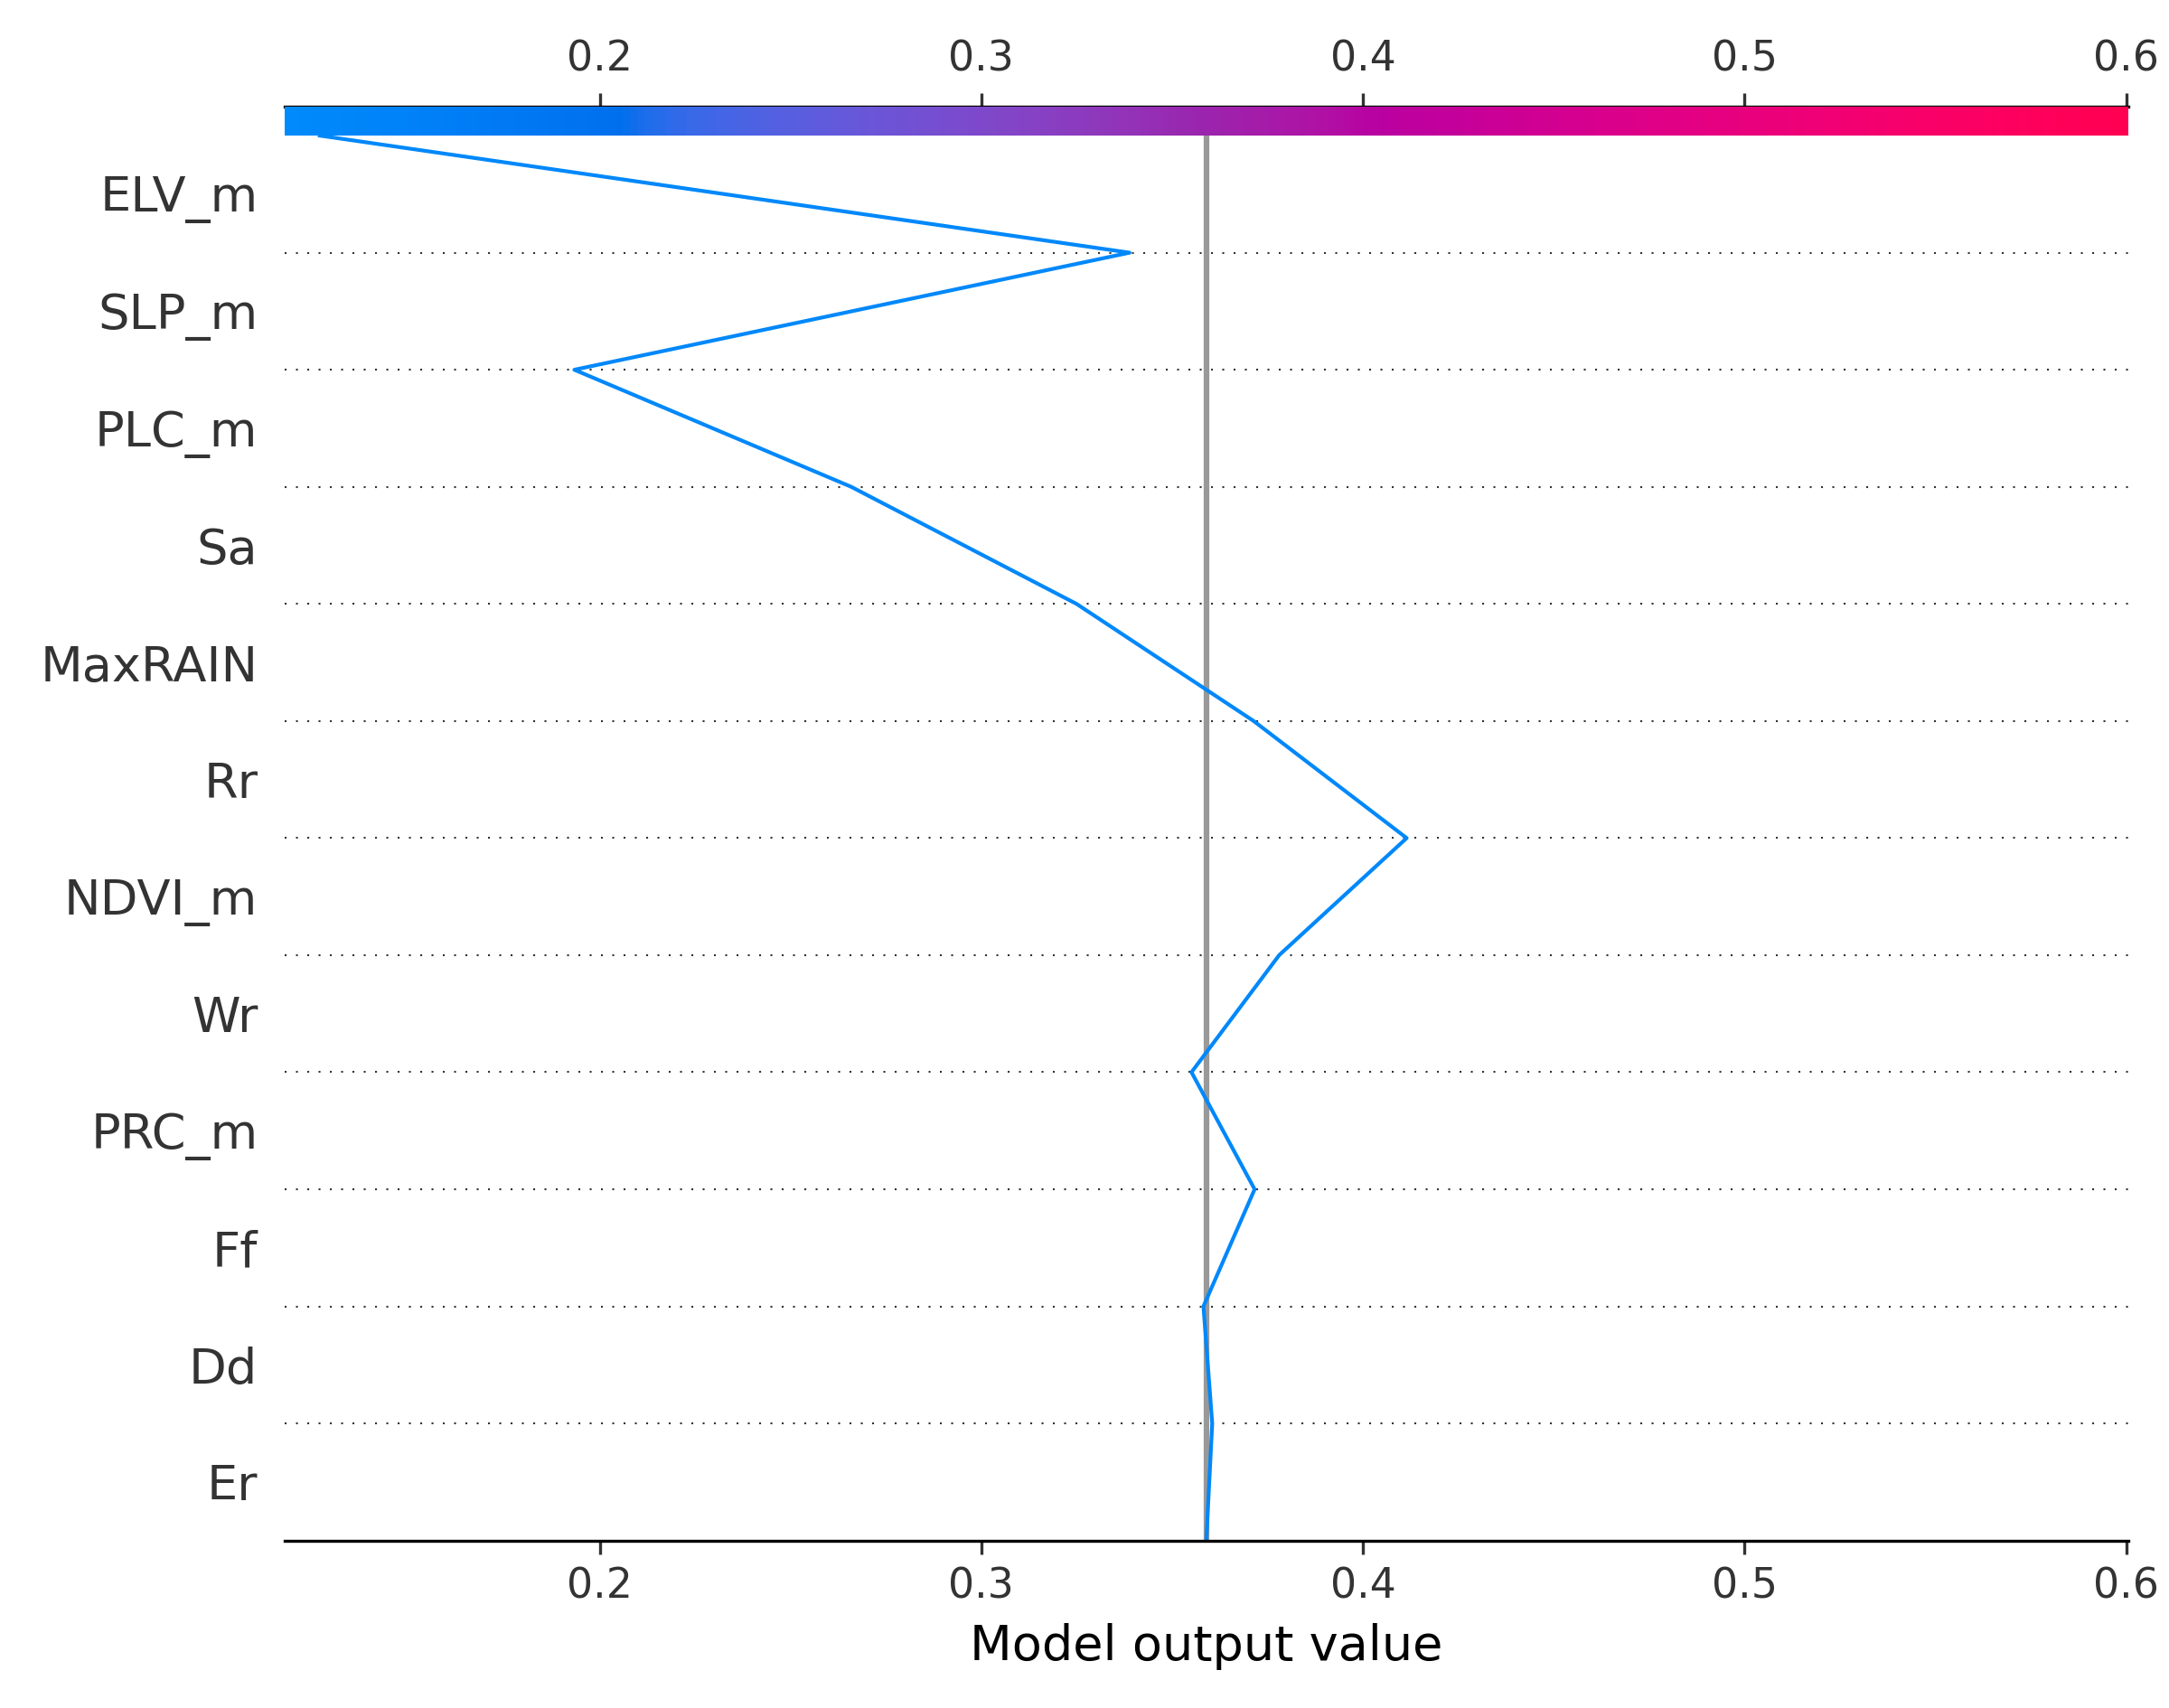 0.2 0.3 0.4 0.5 0.6
ELV_m
SLP_m
PLC_m
Sa
MaxRAIN
Rr
NDVI_m
Wr
PRC_m
Ff
Dd
Er
0.2 0.3 0.4 0.5 0.6
Model output value